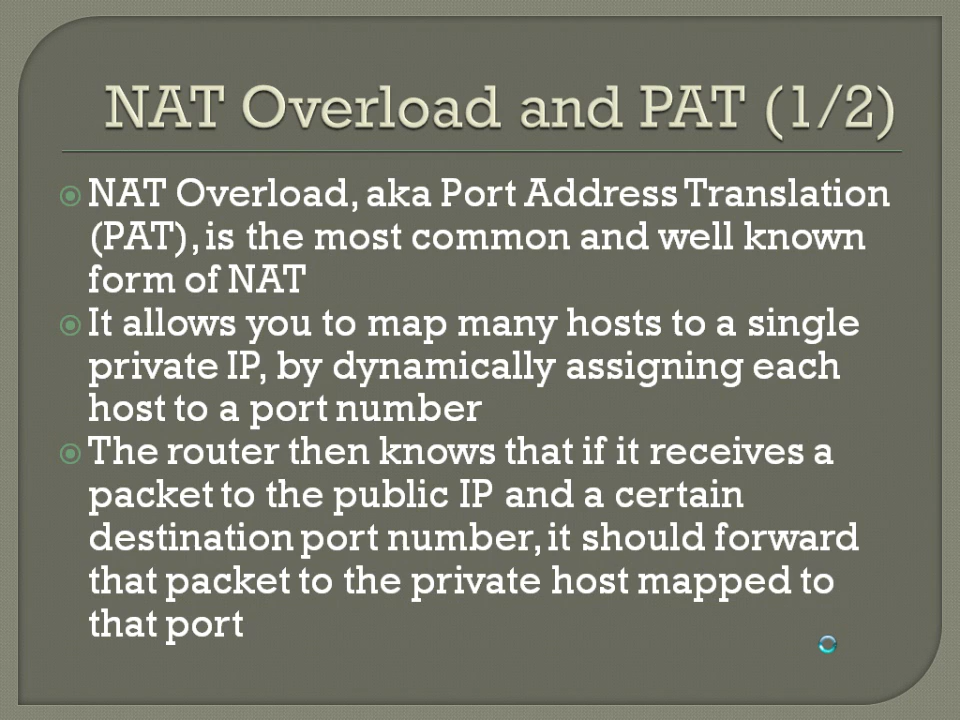 NAT Overload and PAT (1/2)
NAT Overload, aka Port Address Translation
(PAT), is the most common and well known
form of NAT
It allows you to map many hosts to a single
private IP, by dynamically assigning each
host to a port number
The router then knows that if it receives a
packet to the public IP and a certain
destination port number, it should forward
that packet to the private host mapped to
that port